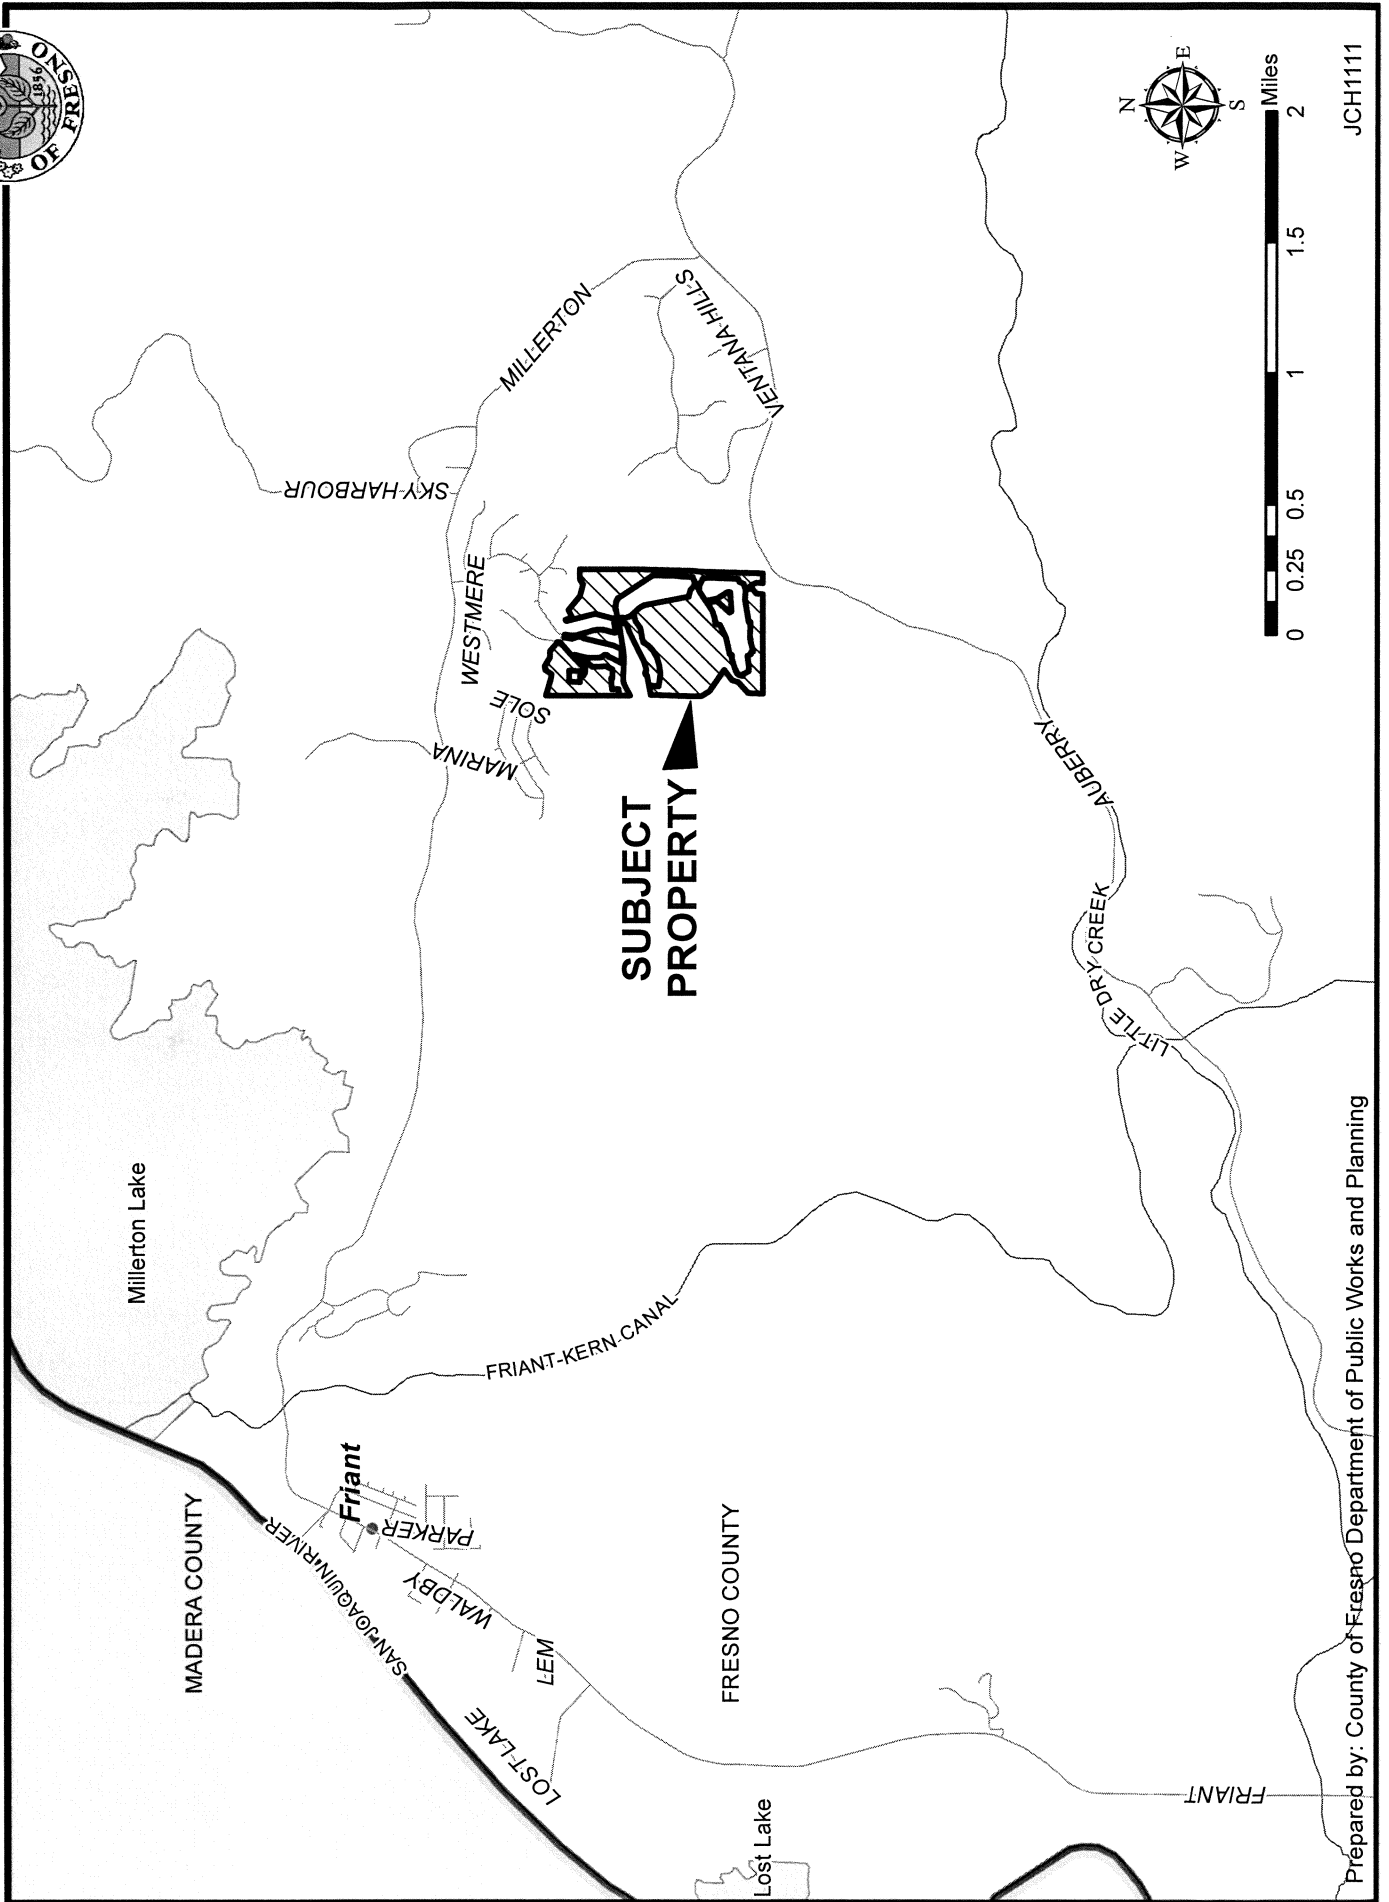 OF FRESNO
1856
Millerton Lake
MADERA COUNTY
SAN JOAQUIN RIVER
Friant
PARKER
WALDBY
LEM
LOST LAKE
Lost Lake
FRESNO COUNTY
FRIANT
FRIANT-KERN CANAL
LITTLE DRY CREEK
AUBERRY
MARINA
SOLE
WESTMERE
SKY HARBOUR
MILLERTON
VENTANA HILLS
SUBJECT
PROPERTY
N
W
E
S
0 0.25 0.5 1 1.5 2
Miles
Prepared by: County of Fresno Department of Public Works and Planning
JCH1111